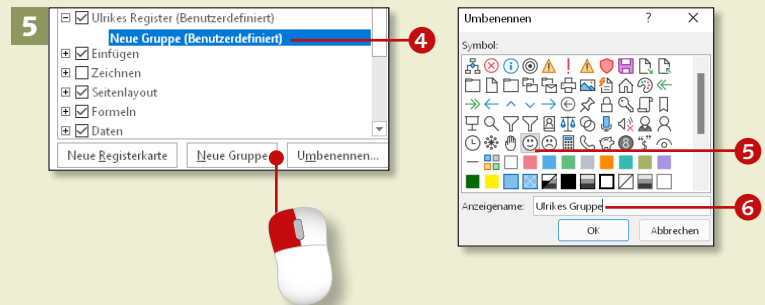 5
Ulrikes Register (Benutzerdefiniert)
Neue Gruppe (Benutzerdefiniert)
Einfügen
Zeichnen
Seitenlayout
Formeln
Daten
Neue Registerkarte
Neue Gruppe
Umbenennen...
4
Umbenennen ? X
Symbol:
5
Anzeigename: Ulrikes Gruppe
6
OK Abbrechen